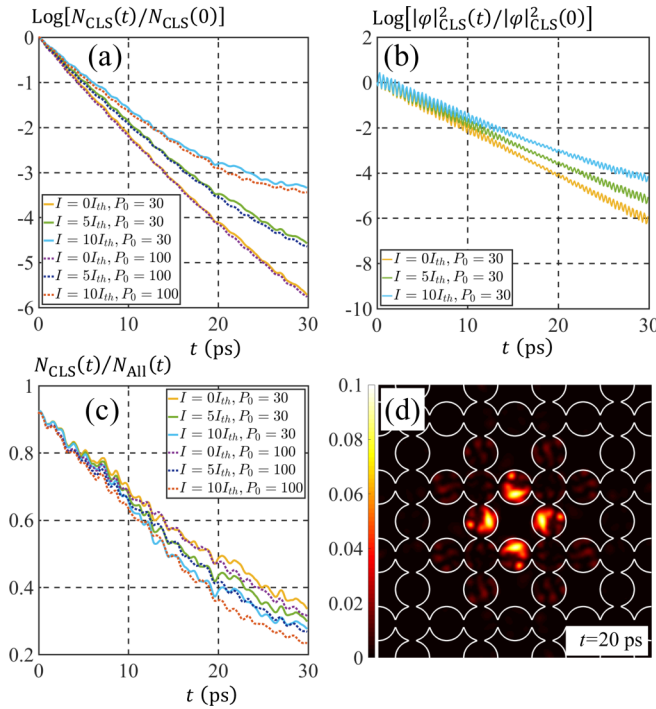 Log[N_CLS(t)/N_CLS(0)]
(a)
0
-1
-2
-3
-4
-5
-6
I = 0I_th, P_0 = 30
I = 5I_th, P_0 = 30
I = 10I_th, P_0 = 30
I = 0I_th, P_0 = 100
I = 5I_th, P_0 = 100
I = 10I_th, P_0 = 100
0 10 20 30
t (ps)
Log[|φ|²_CLS(t)/|φ|²_CLS(0)]
(b)
2
0
-2
-4
-6
-8
-10
I = 0I_th, P_0 = 30
I = 5I_th, P_0 = 30
I = 10I_th, P_0 = 30
0 10 20 30
t (ps)
N_CLS(t)/N_All(t)
(c)
1
0.8
0.6
0.4
0.2
I = 0I_th, P_0 = 30
I = 5I_th, P_0 = 30
I = 10I_th, P_0 = 30
I = 0I_th, P_0 = 100
I = 5I_th, P_0 = 100
I = 10I_th, P_0 = 100
0 10 20 30
t (ps)
(d)
0.1
0.08
0.06
0.04
0.02
0
t=20 ps